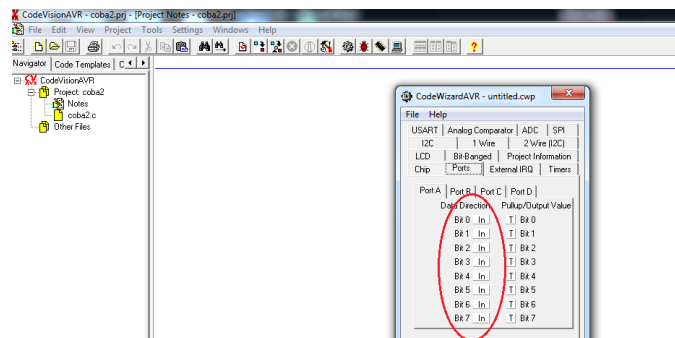 CodeVisionAVR - coba2.prj - [Project Notes - coba2.prj]
File Edit View Project Tools Settings Windows Help
Navigator Code Templates C
CodeVisionAVR
Project: coba2
Notes
coba2.c
Other Files
CodeWizardAVR - untitled.cwp
File Help
USART Analog Comparator ADC SPI
I2C 1 Wire 2 Wire (I2C)
LCD Bit-Banged Project Information
Chip Ports External IRQ Timers
Port A Port B Port C Port D
Data Direction Pullup/Output Value
Bit 0 In T Bit 0
Bit 1 In T Bit 1
Bit 2 In T Bit 2
Bit 3 In T Bit 3
Bit 4 In T Bit 4
Bit 5 In T Bit 5
Bit 6 In T Bit 6
Bit 7 In T Bit 7